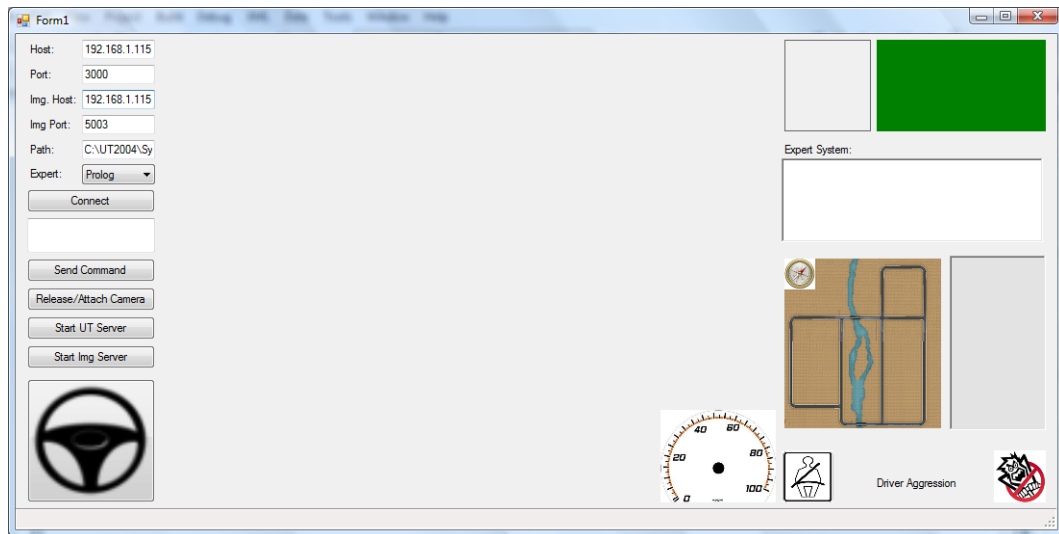 Form1
Host: 192.168.1.115
Port: 3000
Img. Host: 192.168.1.115
Img Port: 5003
Path: C:\UT2004\Sy
Expert: Prolog
Connect
Send Command
Release/Attach Camera
Start UT Server
Start Img Server
Expert System:
40 60
20 80
0 100
Driver Aggression